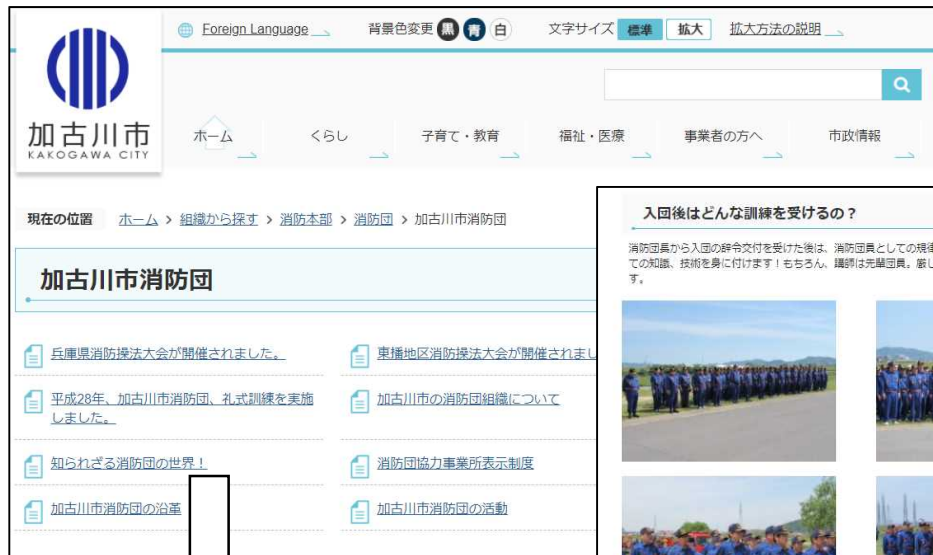 Foreign Language
背景色変更 黒 青 白
文字サイズ 標準 拡大 拡大方法の説明
加古川市
KAKOGAWA CITY
ホーム くらし 子育て・教育 福祉・医療 事業者の方へ 市政情報
現在の位置 ホーム > 組織から探す > 消防本部 > 消防団 > 加古川市消防団
加古川市消防団
兵庫県消防操法大会が開催されました。
東播地区消防操法大会が開催されまし
平成28年、加古川市消防団、礼式訓練を実施
しました。
加古川市の消防団組織について
知られざる消防団の世界！
消防団協力事業所表示制度
加古川市消防団の沿革
加古川市消防団の活動
入団後はどんな訓練を受けるの？
消防団長から入団の辞令交付を受けた後は、消防団員としての規律
ての知識、技術を身に付けます！もちろん、講師は先輩団員。厳し
す。